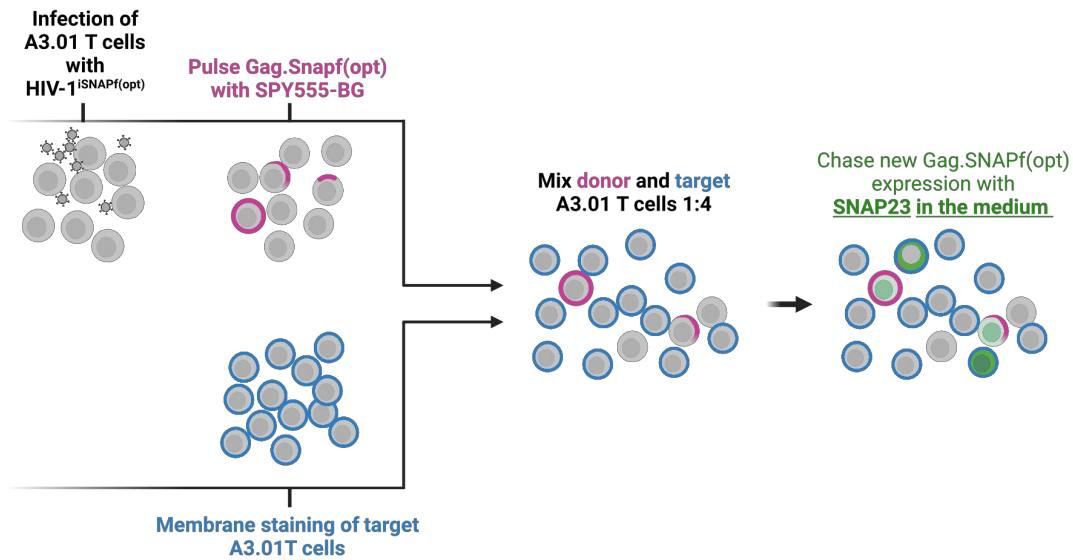 Infection of
A3.01 T cells
with
HIV-1iSNAPf(opt)
Pulse Gag.Snapf(opt)
with SPY555-BG
Mix donor and target
A3.01 T cells 1:4
Chase new Gag.SNAPf(opt)
expression with
SNAP23 in the medium
Membrane staining of target
A3.01T cells